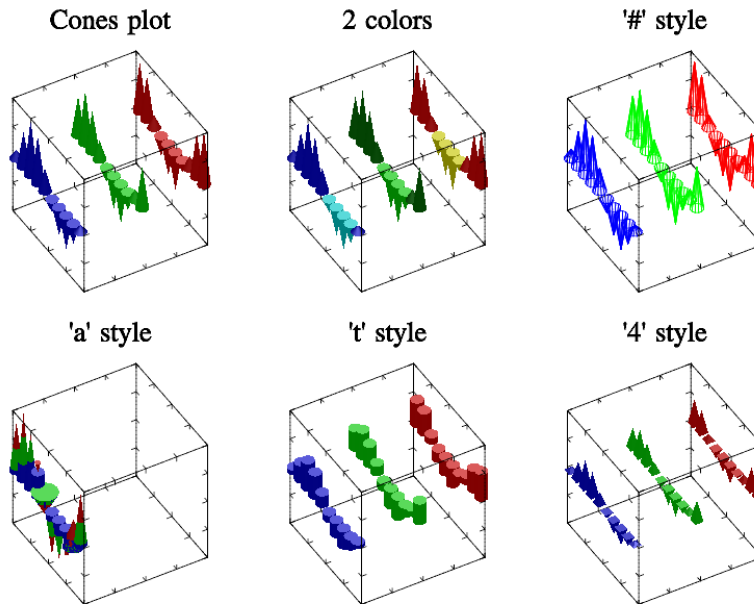 Cones plot
2 colors
'#' style
'a' style
't' style
'4' style